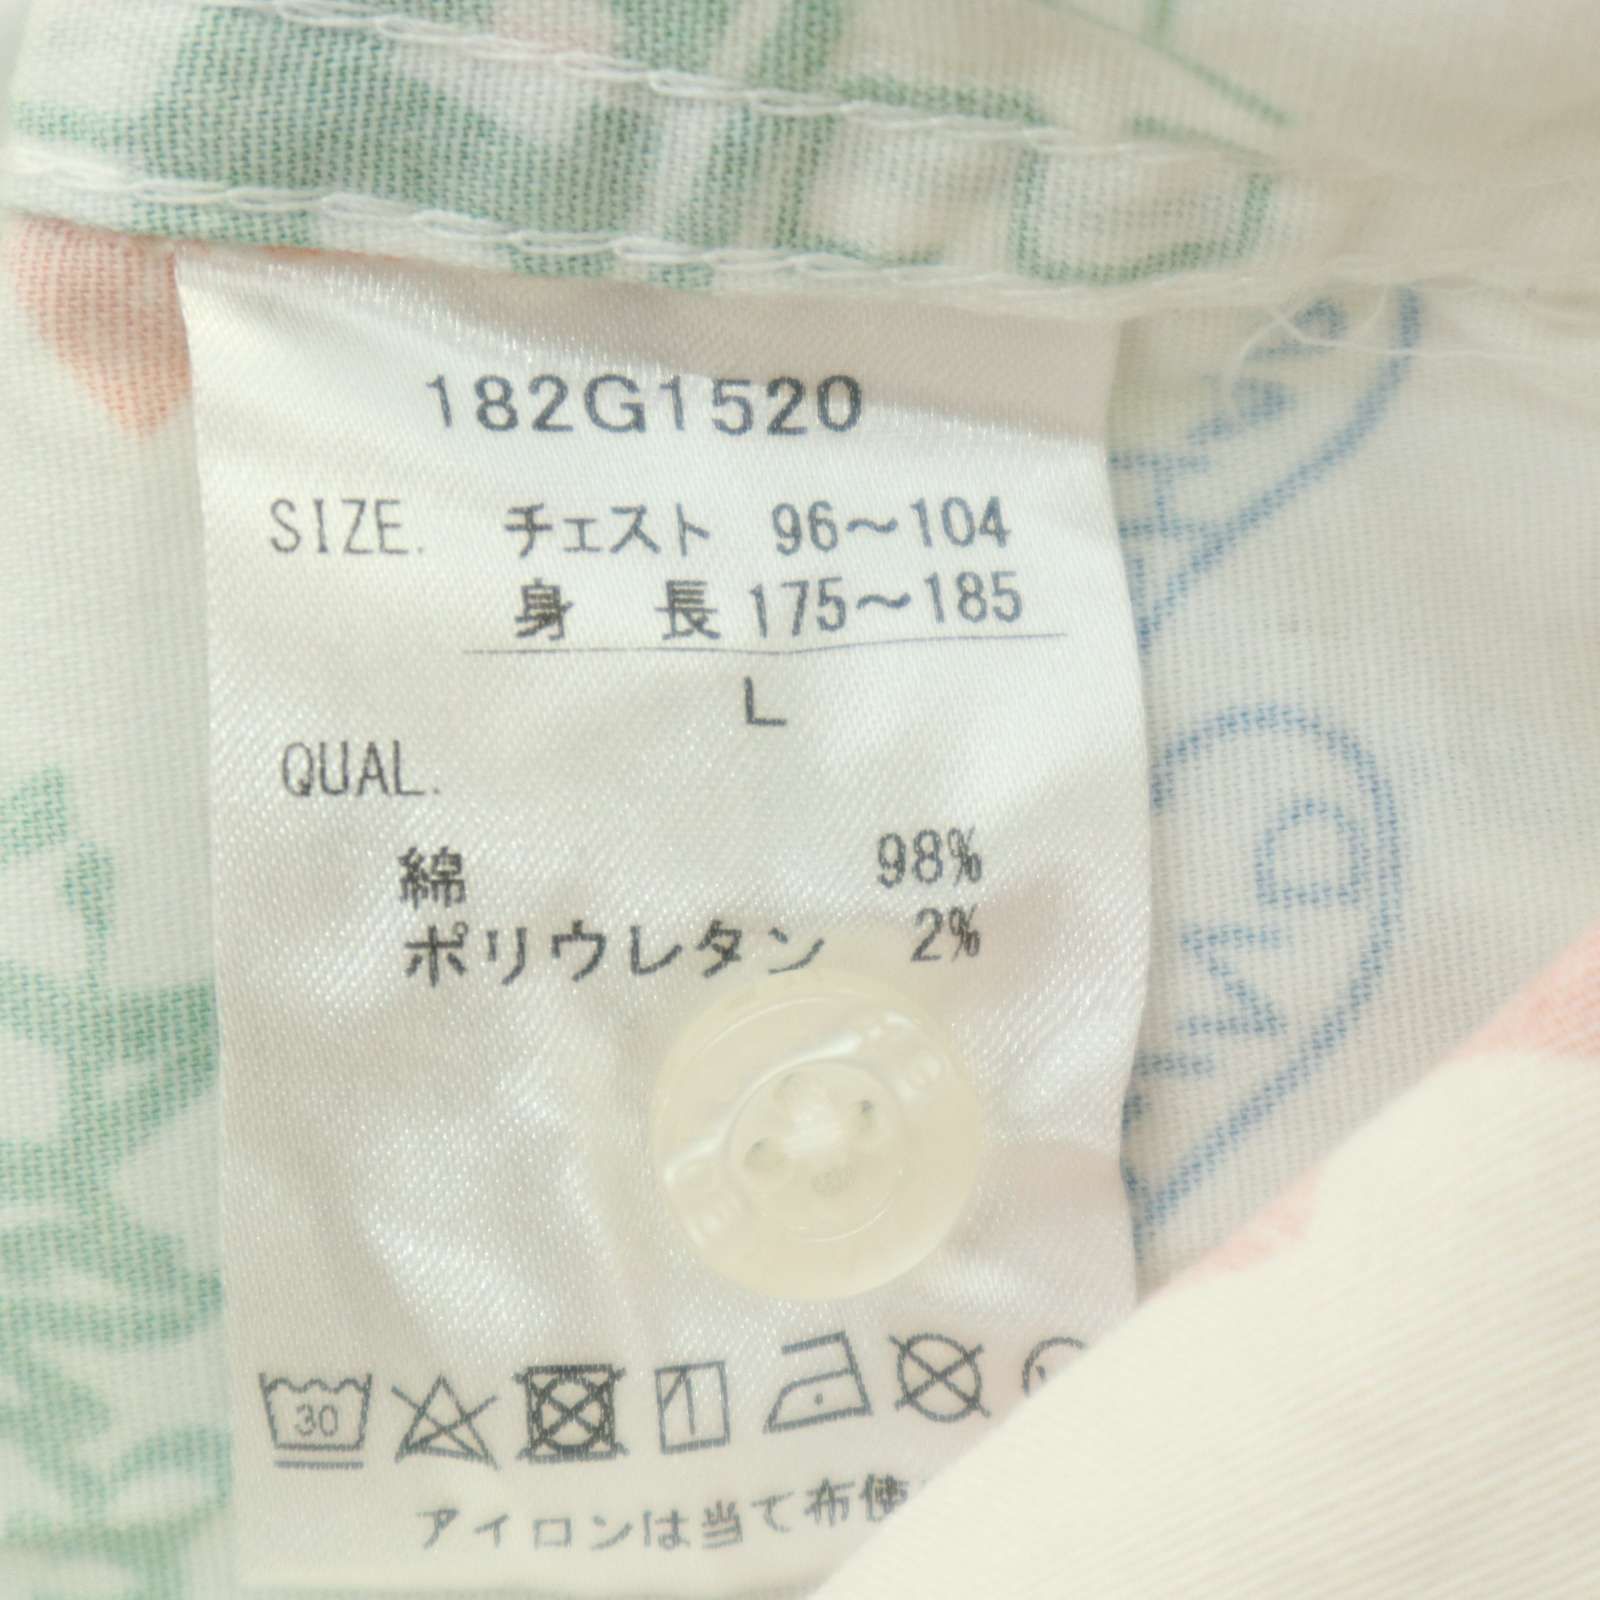 182G1520
SIZE. チェスト 96～104
身 長 175～185
L
QUAL.
綿 98%
ポリウレタン 2%
30
アイロンは当て布使